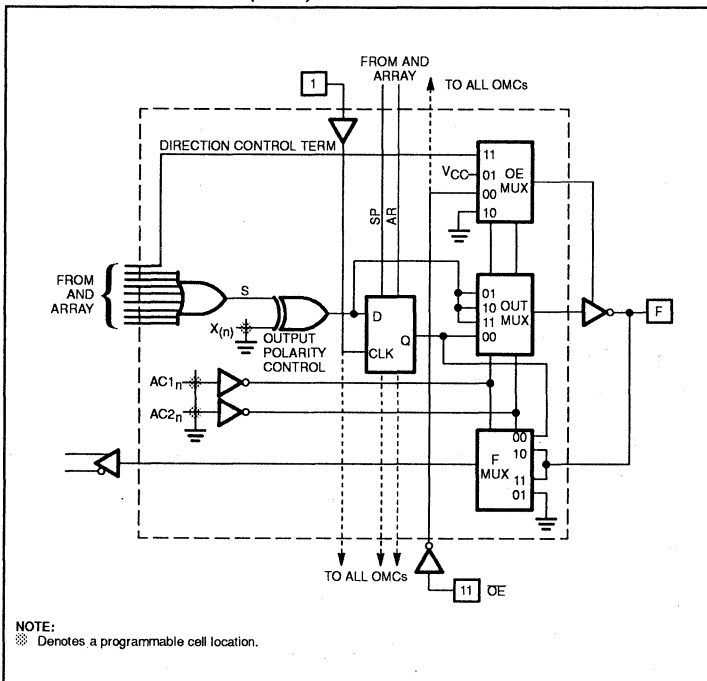 FROM AND
ARRAY
1
TO ALL OMCs
DIRECTION CONTROL TERM
11
VCC
01
OE
00
MUX
10
SP
AR
FROM
AND
ARRAY
S
X(n)
OUTPUT
POLARITY
CONTROL
D
Q
CLK
01
10
OUT
11
MUX
00
F
AC1n
AC2n
00
10
F
MUX
11
01
TO ALL OMCs
11
OE
NOTE:
Denotes a programmable cell location.